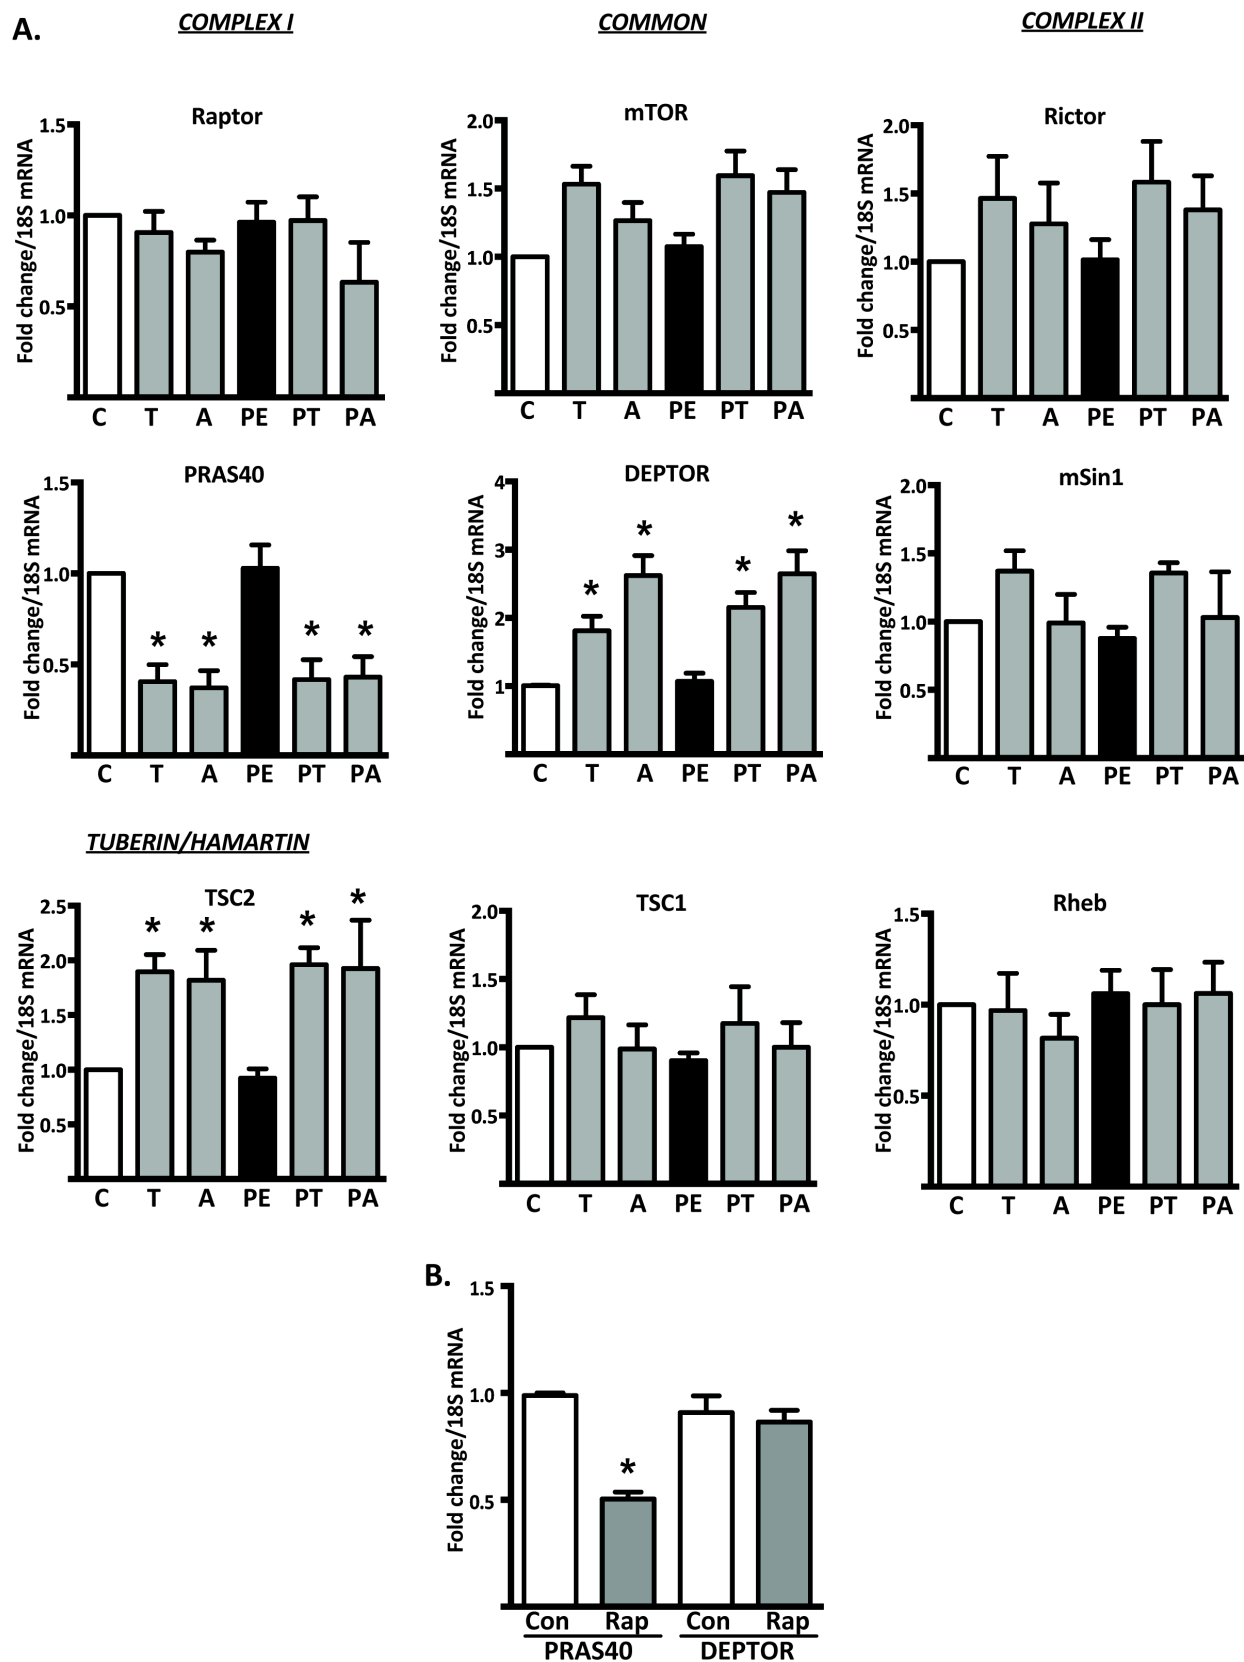 A.
COMPLEX I
COMMON
COMPLEX II
Raptor
Fold change/18S mRNA
1.5
1.0
0.5
C T A PE PT PA
mTOR
Fold change/18S mRNA
2.0
1.5
1.0
0.5
C T A PE PT PA
Rictor
Fold change/18S mRNA
2.0
1.5
1.0
0.5
C T A PE PT PA
PRAS40
Fold change/18S mRNA
1.5
1.0
0.5
* * * *
C T A PE PT PA
DEPTOR
Fold change/18S mRNA
4
3
2
1
* * * *
C T A PE PT PA
mSin1
Fold change/18S mRNA
2.0
1.5
1.0
0.5
C T A PE PT PA
TUBERIN/HAMARTIN
TSC2
Fold change/18S mRNA
2.5
2.0
1.5
1.0
0.5
* * * *
C T A PE PT PA
TSC1
Fold change/18S mRNA
2.0
1.5
1.0
0.5
C T A PE PT PA
Rheb
Fold change/18S mRNA
1.5
1.0
0.5
C T A PE PT PA
B.
Fold change/18S mRNA
1.5
1.0
0.5
*
Con Rap Con Rap
PRAS40 DEPTOR